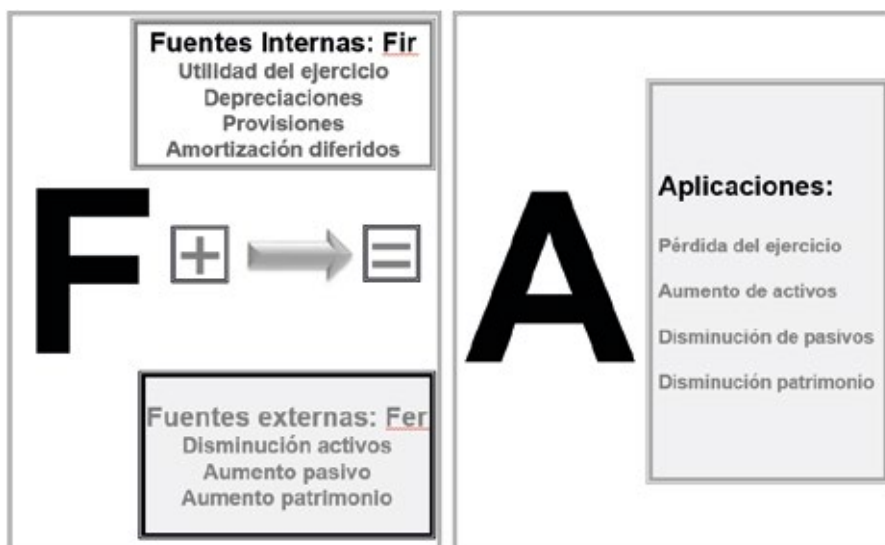 Fuentes Internas: Fir
Utilidad del ejercicio
Depreciaciones
Provisiones
Amortización diferidos
F
+
=
Fuentes externas: Fer
Disminución activos
Aumento pasivo
Aumento patrimonio
A
Aplicaciones:
Pérdida del ejercicio
Aumento de activos
Disminución de pasivos
Disminución patrimonio